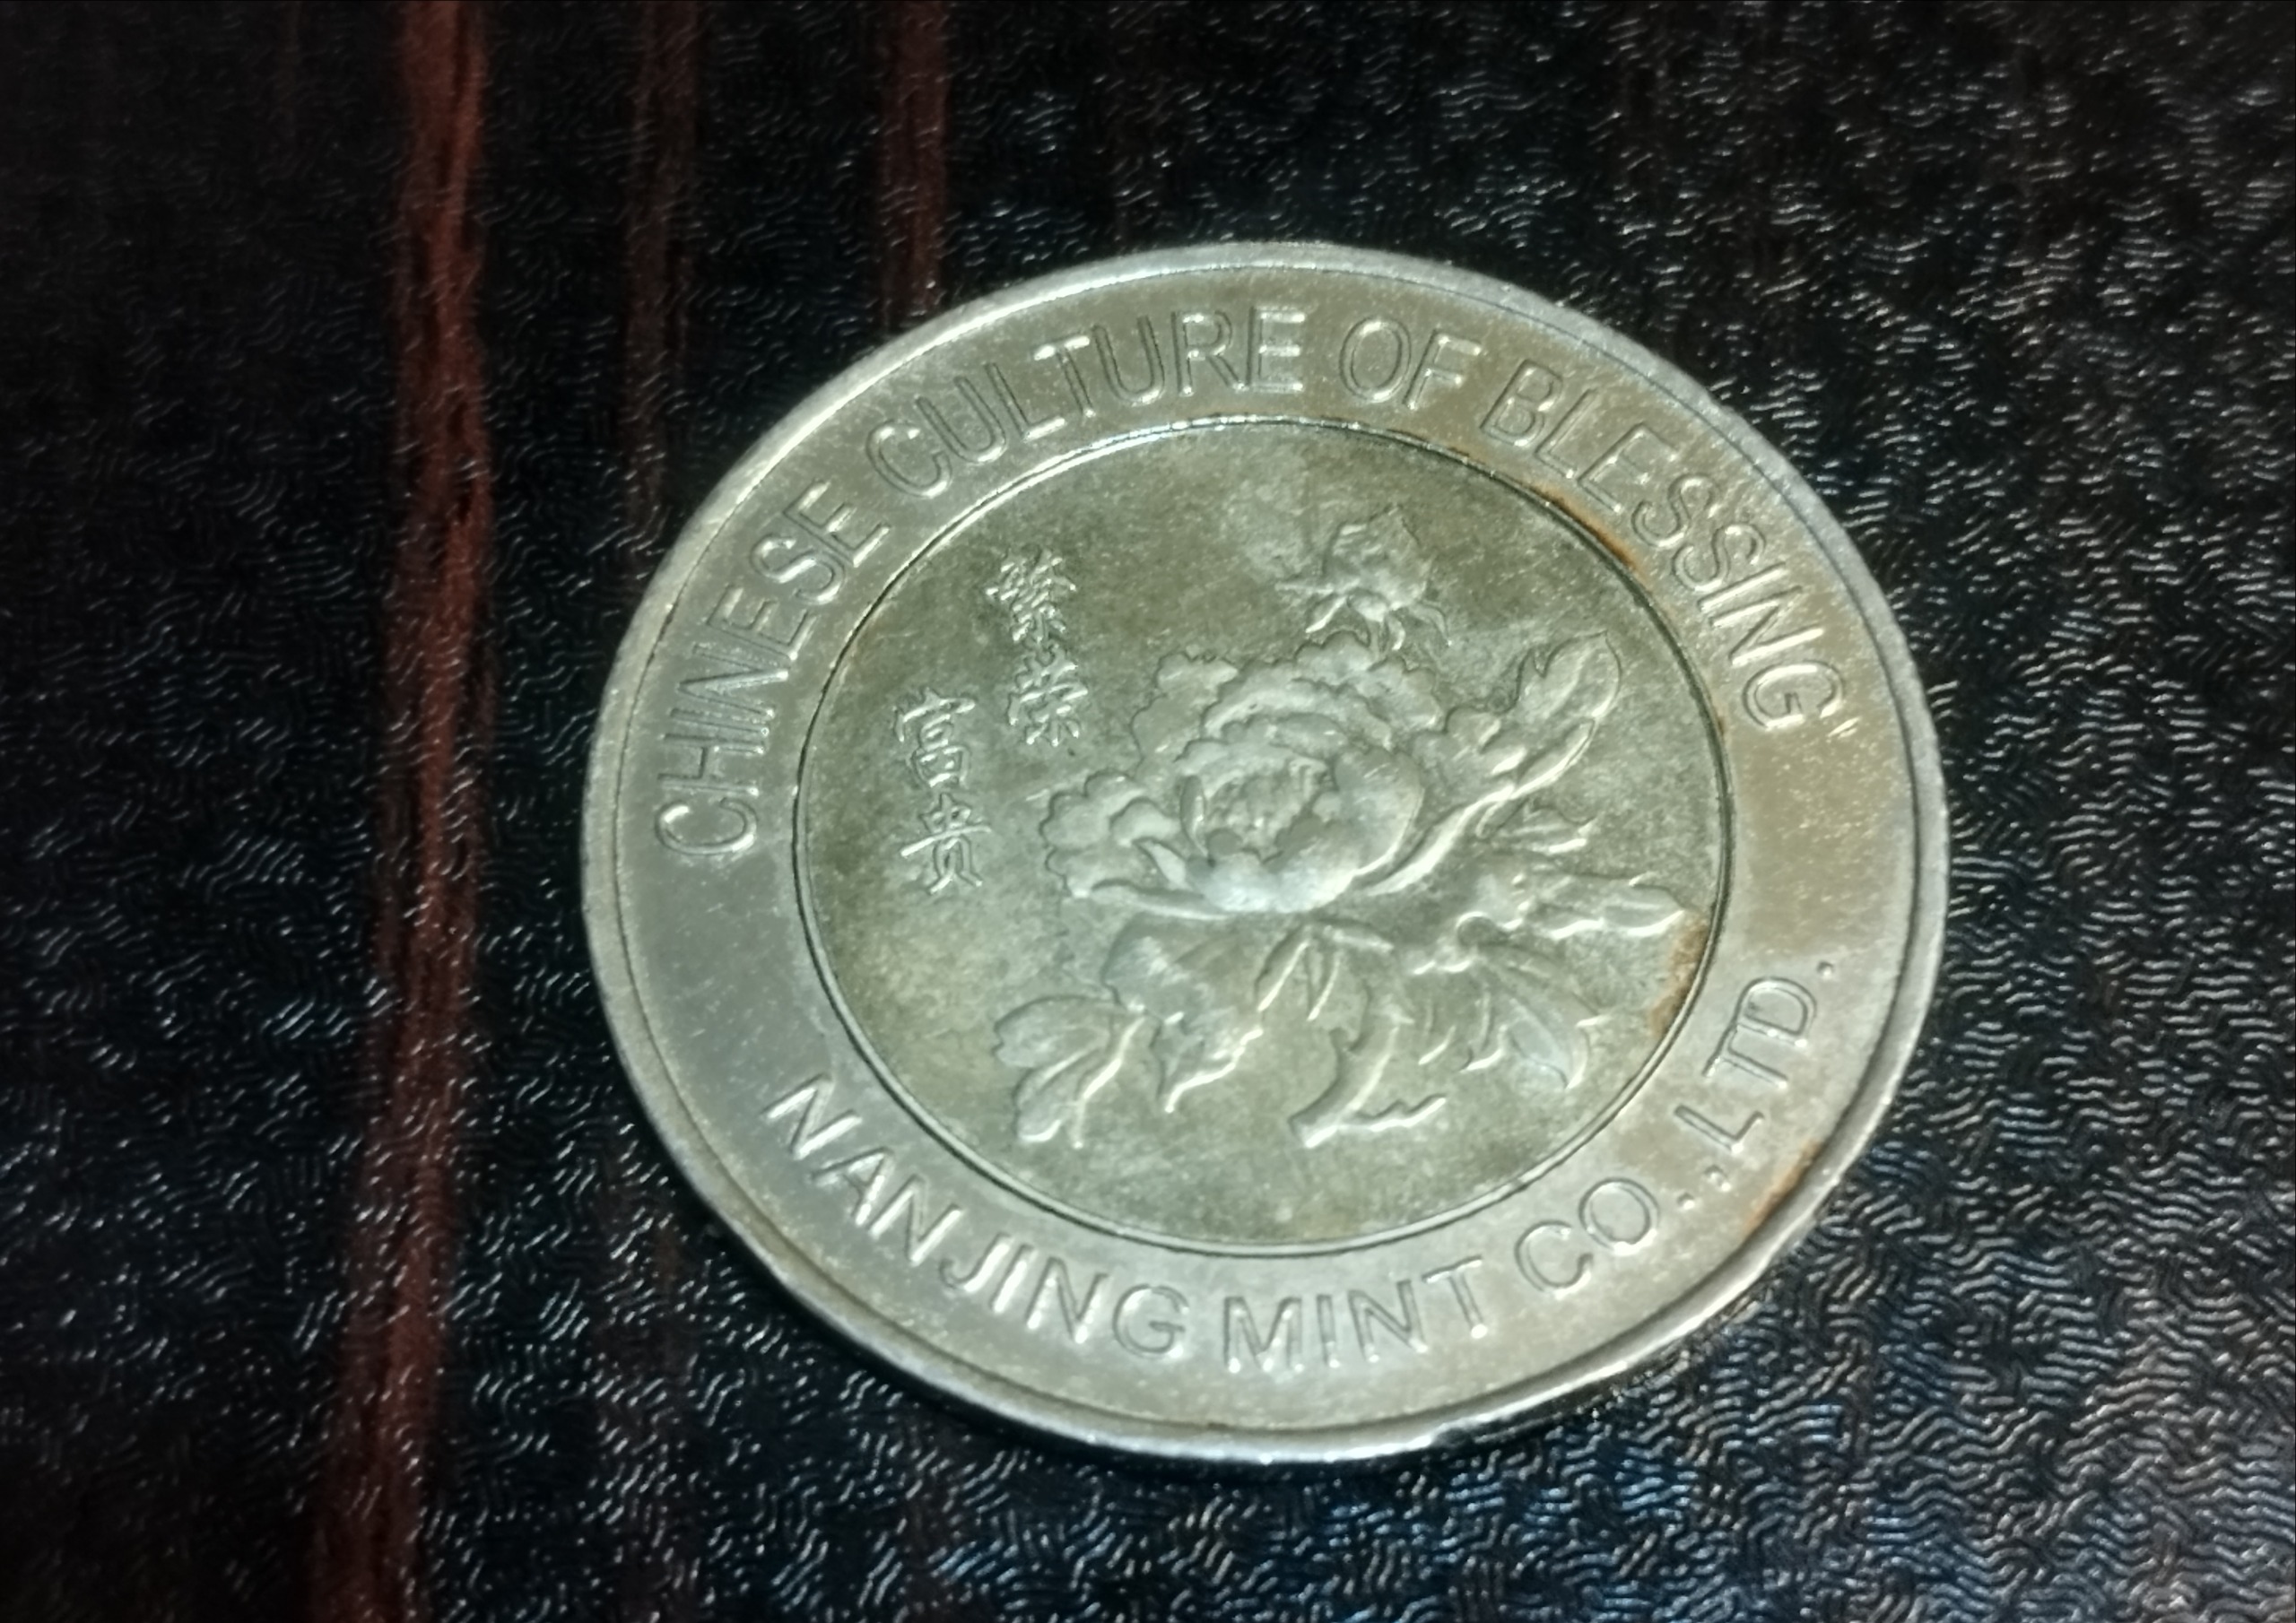 CHINESE CULTURE OF BLESSING
繁荣
富贵
NANJING MINT CO.,LTD.